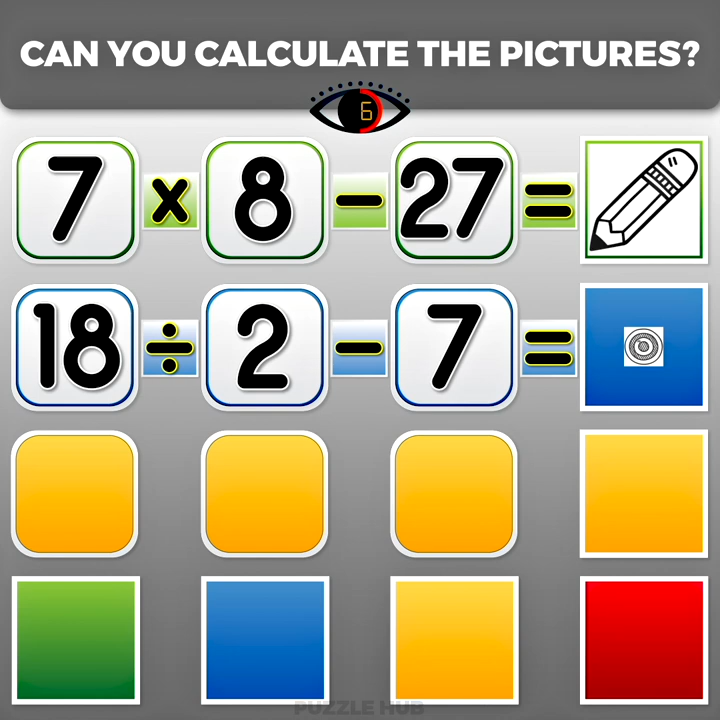 CAN YOU CALCULATE THE PICTURES?
6
7 x 8 - 27 =
18 ÷ 2 - 7 =
PUZZLE HUB